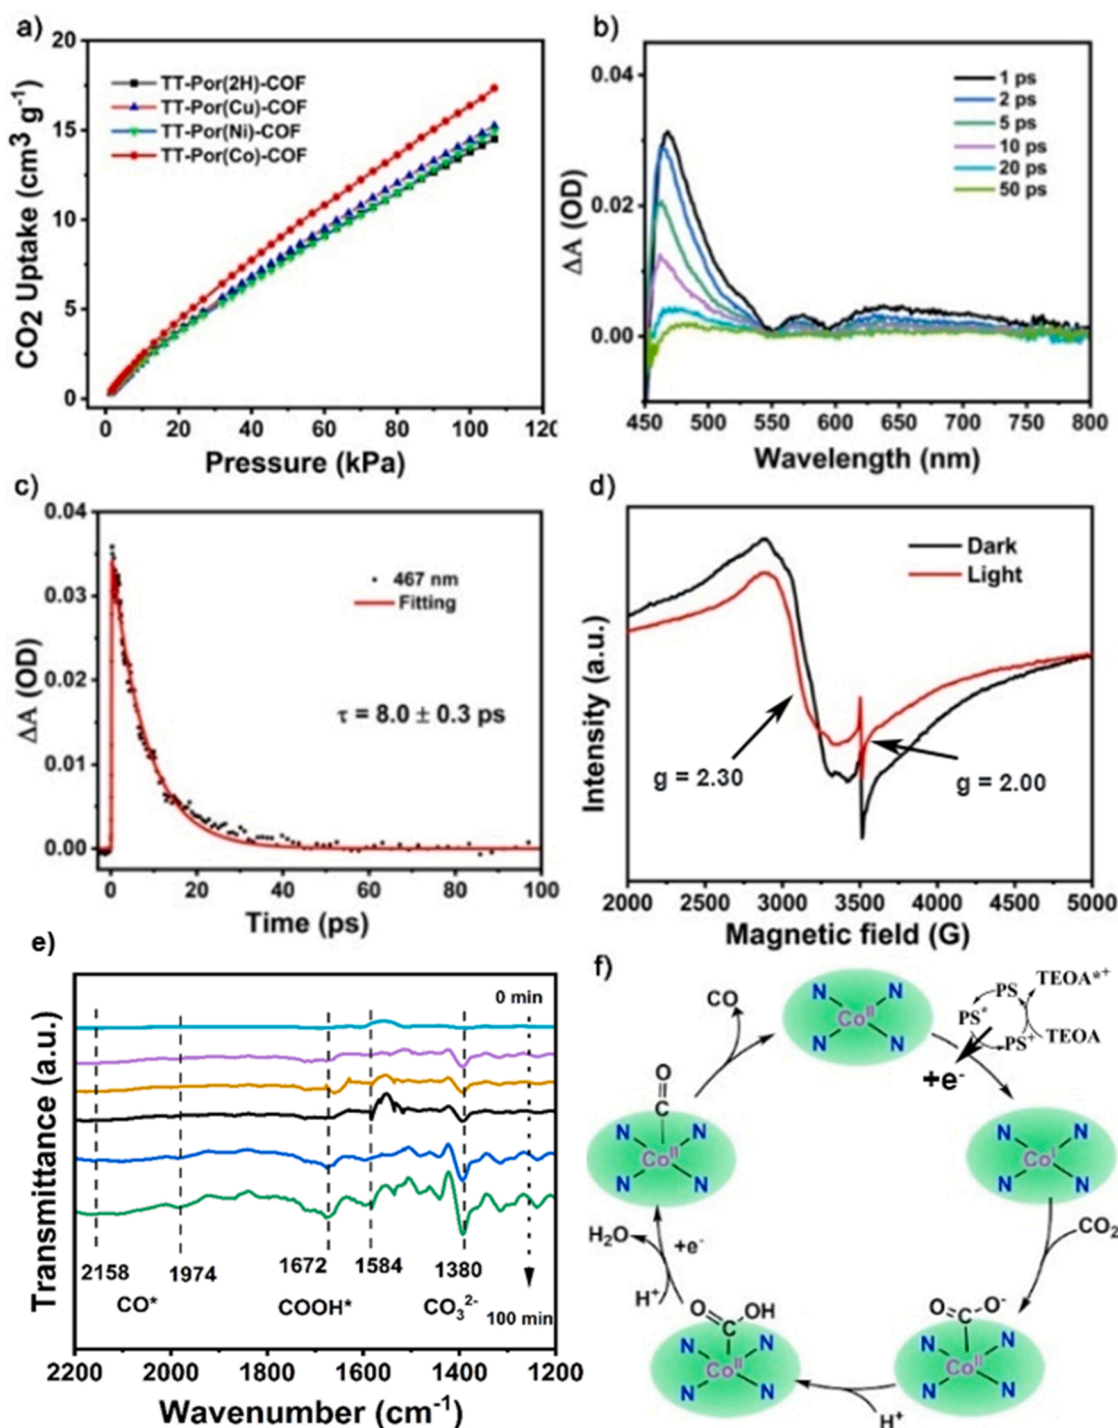 a)
20
15
10
5
0
CO2 Uptake (cm³ g⁻¹)
TT-Por(2H)-COF
TT-Por(Cu)-COF
TT-Por(Ni)-COF
TT-Por(Co)-COF
0 20 40 60 80 100
Pressure (kPa)
b)
0.04
0.02
0.00
ΔA (OD)
1 ps
2 ps
5 ps
10 ps
20 ps
50 ps
450 500 550 600 650 700 750 800
Wavelength (nm)
c)
0.04
0.03
0.02
0.01
0.00
ΔA (OD)
467 nm
Fitting
τ = 8.0 ± 0.3 ps
0 20 40 60 80 100
Time (ps)
d)
Intensity (a.u.)
Dark
Light
g = 2.30
g = 2.00
2000 2500 3000 3500 4000 4500 5000
Magnetic field (G)
e)
Transmittance (a.u.)
0 min
2158 1974 1672 1584 1380
CO* COOH* CO₃²⁻ 100 min
2200 2000 1800 1600 1400 1200
Wavenumber (cm⁻¹)
f)
CO
N N
Coᴵᴵ
N N
PS TEOA*⁺
PS*
PS⁺ TEOA
+e⁻
O
C
N N
Coᴵᴵ
N N
N N
Coᴵ
N N
H₂O
+e⁻
H⁺
CO₂
O OH
C
N N
Coᴵᴵ
N N
O O⁻
C
N N
Coᴵᴵ
N N
H⁺